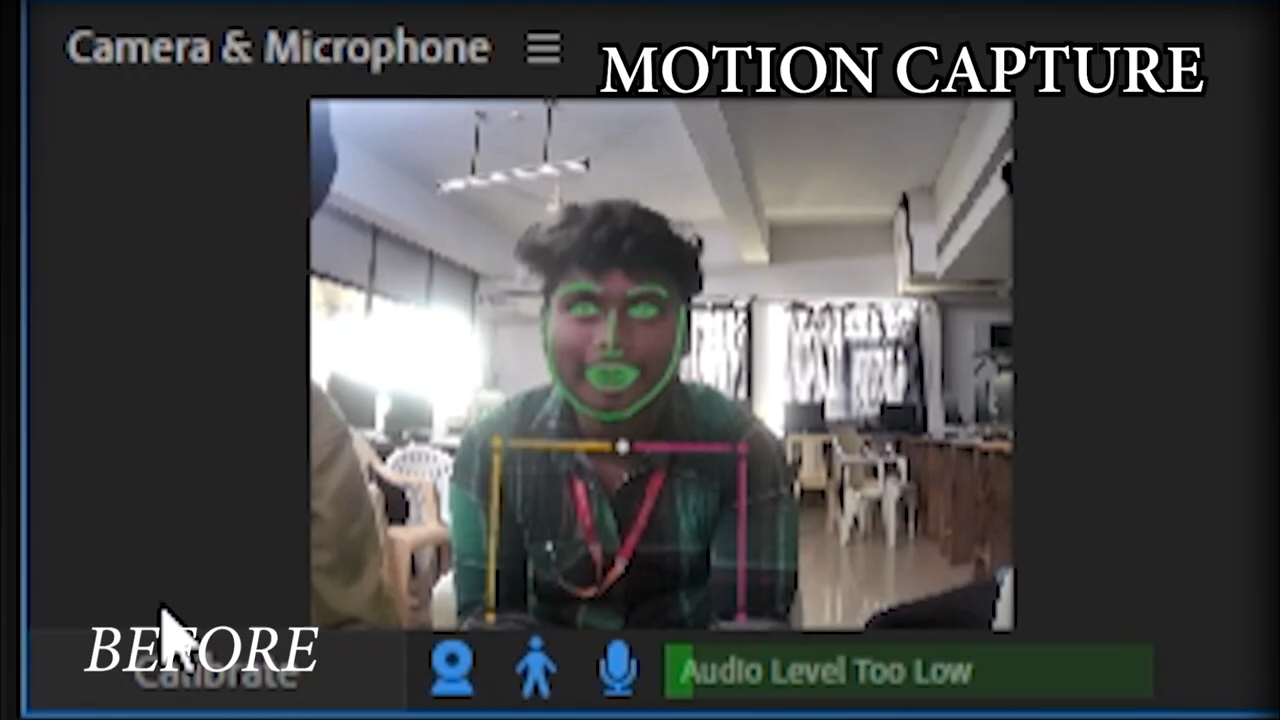 Camera & Microphone
MOTION CAPTURE
BEFORE
Calibrate
Audio Level Too Low